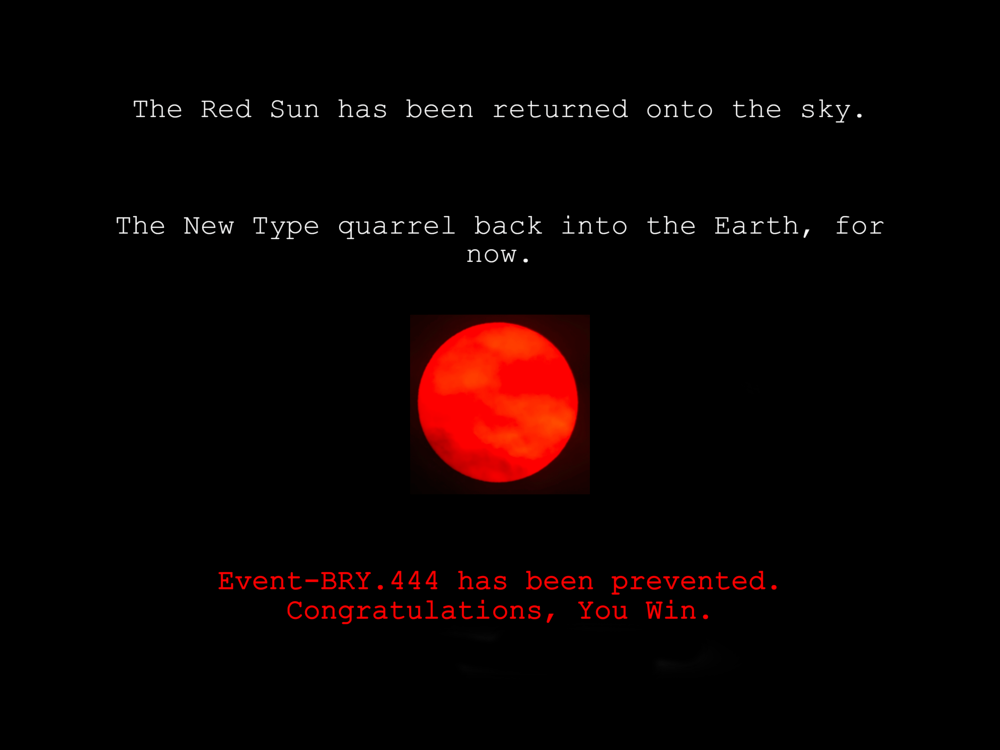 The Red Sun has been returned onto the sky.
The New Type quarrel back into the Earth, for
now.
Event-BRY.444 has been prevented.
Congratulations, You Win.